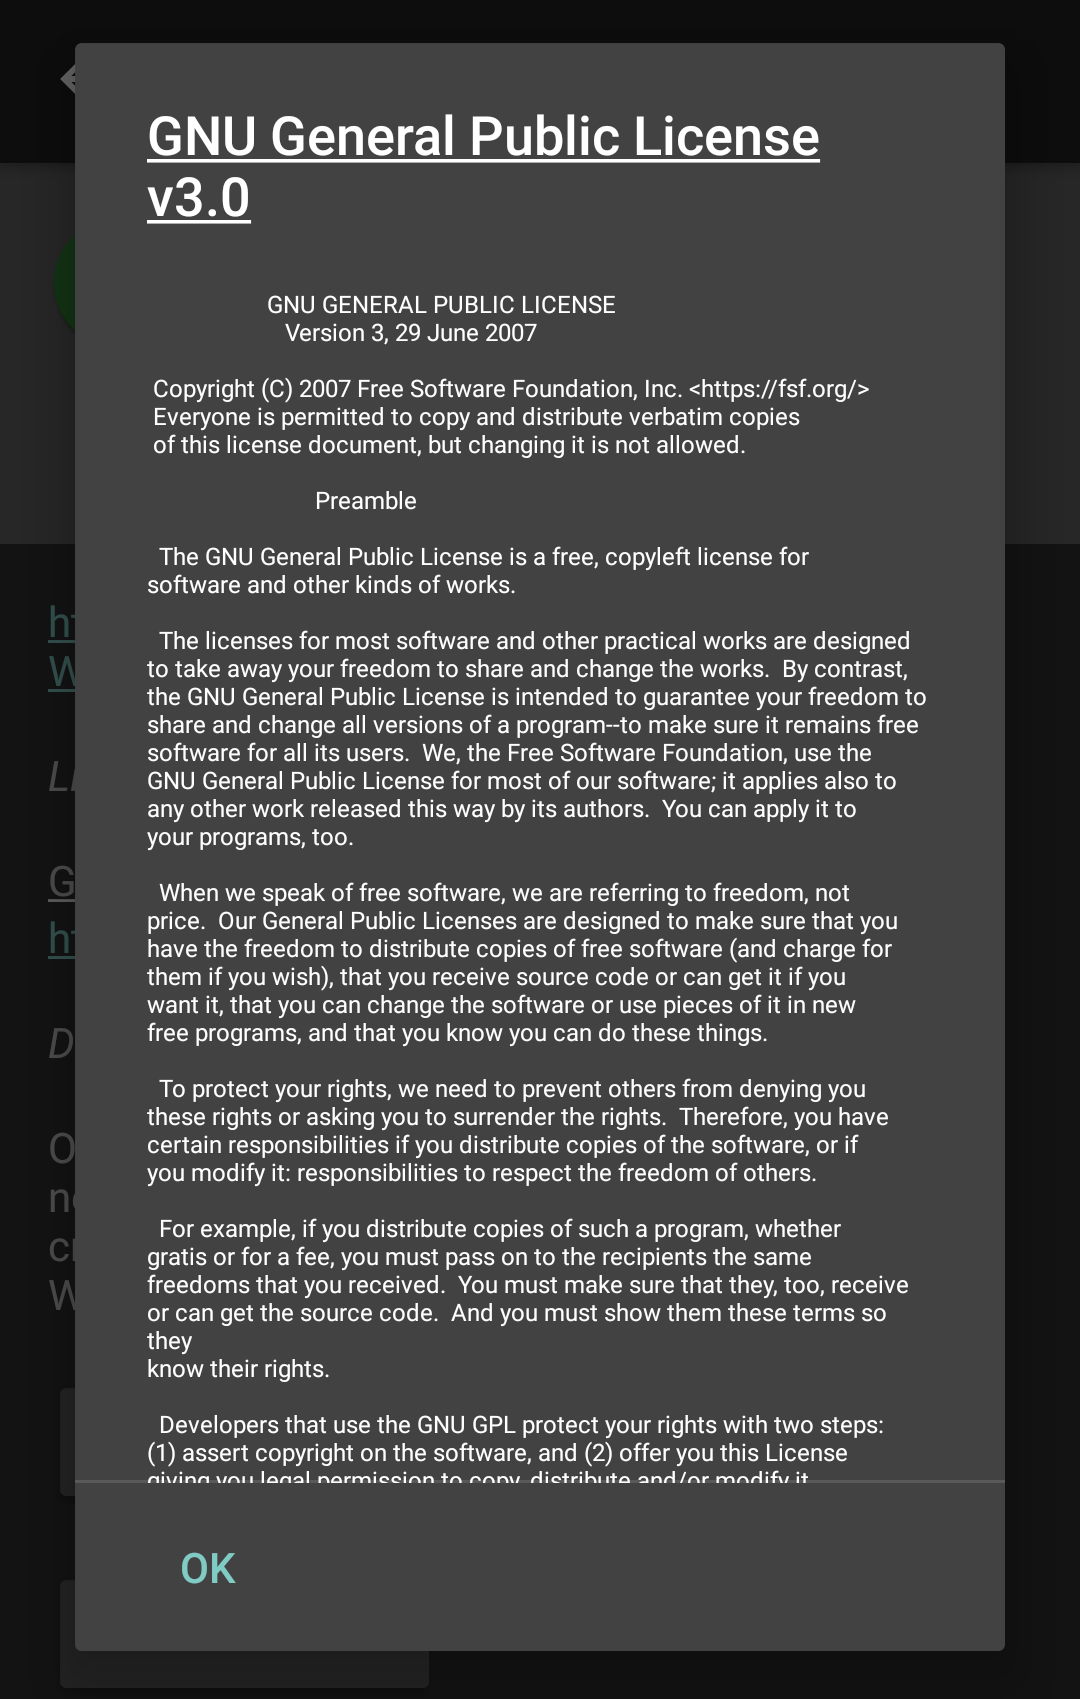 GNU General Public License
v3.0
GNU GENERAL PUBLIC LICENSE
Version 3, 29 June 2007
Copyright (C) 2007 Free Software Foundation, Inc. <https://fsf.org/>
Everyone is permitted to copy and distribute verbatim copies
of this license document, but changing it is not allowed.
Preamble
The GNU General Public License is a free, copyleft license for
software and other kinds of works.
The licenses for most software and other practical works are designed
to take away your freedom to share and change the works.  By contrast,
the GNU General Public License is intended to guarantee your freedom to
share and change all versions of a program--to make sure it remains free
software for all its users.  We, the Free Software Foundation, use the
GNU General Public License for most of our software; it applies also to
any other work released this way by its authors.  You can apply it to
your programs, too.
When we speak of free software, we are referring to freedom, not
price.  Our General Public Licenses are designed to make sure that you
have the freedom to distribute copies of free software (and charge for
them if you wish), that you receive source code or can get it if you
want it, that you can change the software or use pieces of it in new
free programs, and that you know you can do these things.
To protect your rights, we need to prevent others from denying you
these rights or asking you to surrender the rights.  Therefore, you have
certain responsibilities if you distribute copies of the software, or if
you modify it: responsibilities to respect the freedom of others.
For example, if you distribute copies of such a program, whether
gratis or for a fee, you must pass on to the recipients the same
freedoms that you received.  You must make sure that they, too, receive
or can get the source code.  And you must show them these terms so
they
know their rights.
Developers that use the GNU GPL protect your rights with two steps:
(1) assert copyright on the software, and (2) offer you this License
giving you legal permission to copy, distribute and/or modify it
OK